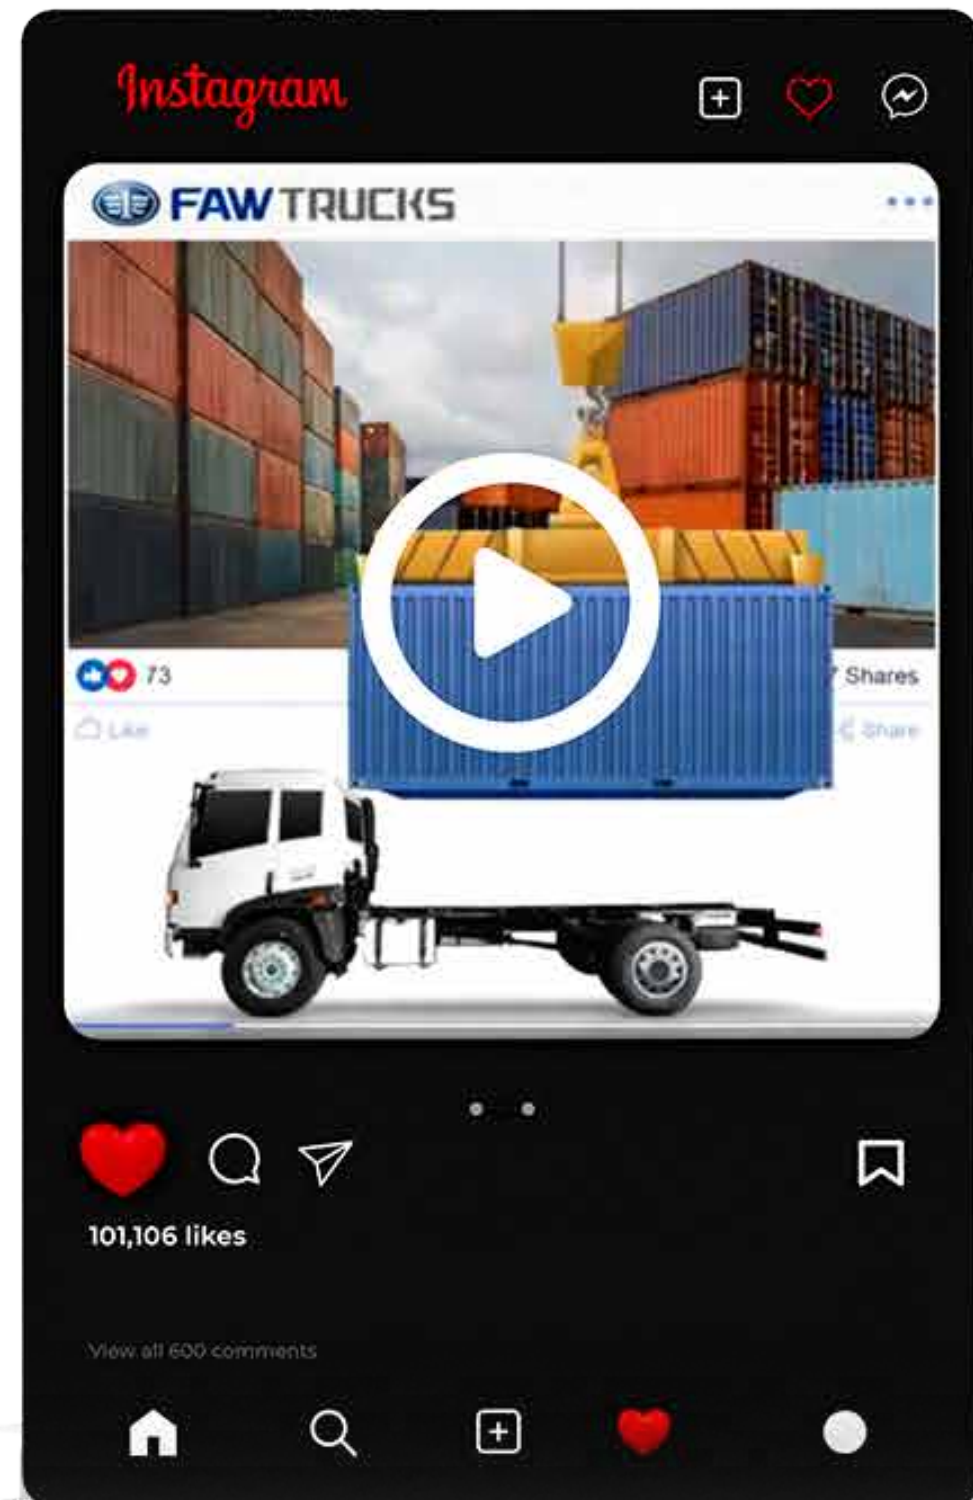 Instagram
FAW TRUCKS
73
Shares
Like
Share
101,106 likes
View all 600 comments